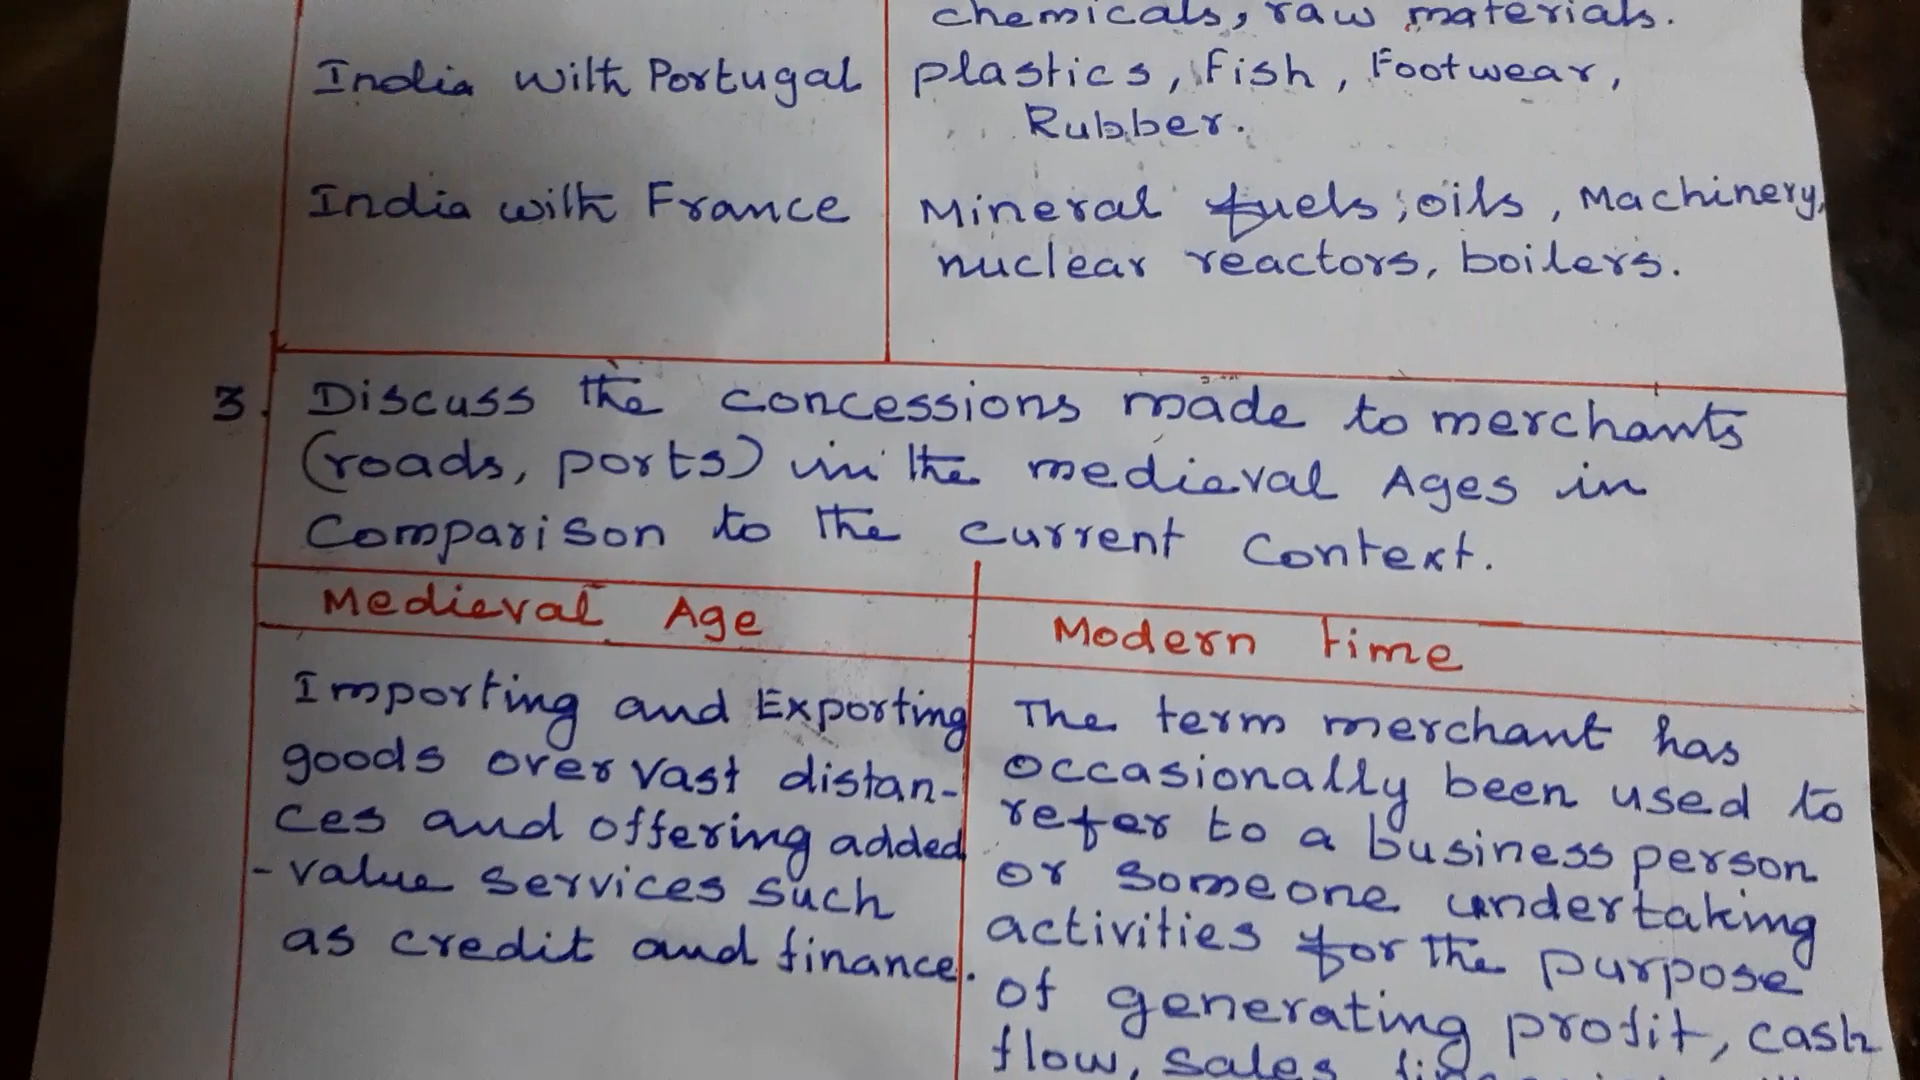 chemicals, raw materials.
India with Portugal
plastics, fish, Footwear,
Rubber.
India with France
Mineral fuels, oils, Machinery,
nuclear reactors, boilers.
3. Discuss the concessions made to merchants
(roads, ports) in the medieval Ages in
Comparison to the current context.
Medieval Age
Importing and Exporting
goods over vast distan-
ces and offering added
-value services such
as credit and finance.
Modern time
The term merchant has
occasionally been used to
refer to a business person
or someone undertaking
activities for the purpose
of generating profit, cash
flow, sales